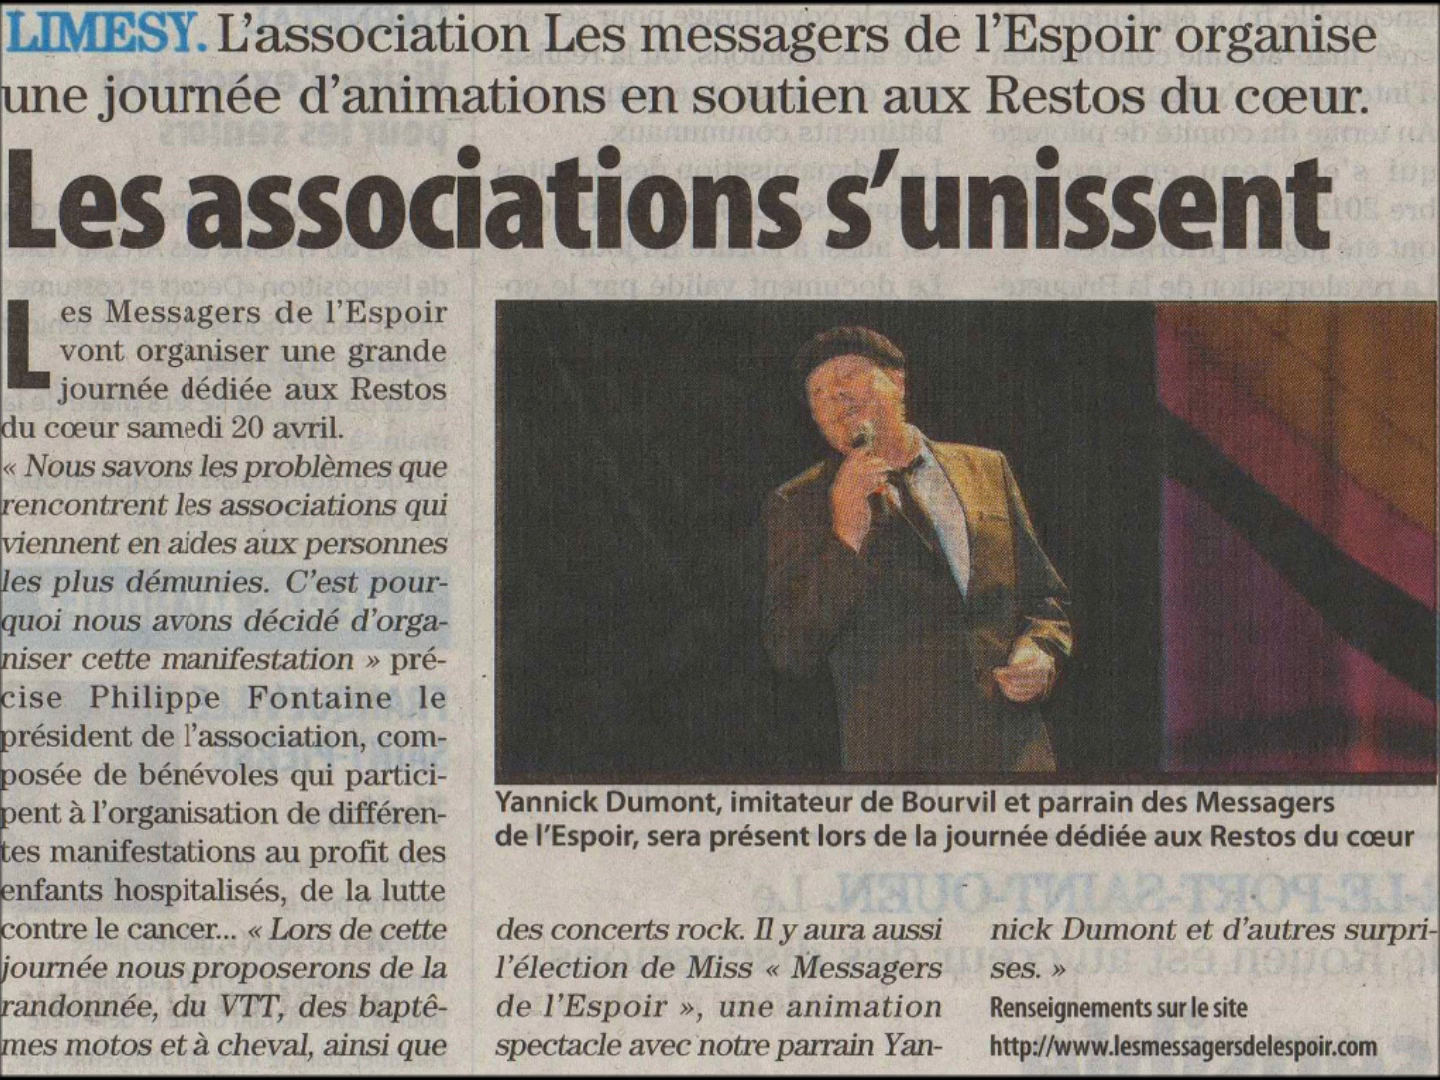 LIMESY. L'association Les messagers de l'Espoir organise
une journée d'animations en soutien aux Restos du cœur.
Les associations s'unissent
Les Messagers de l'Espoir
vont organiser une grande
journée dédiée aux Restos
du cœur samedi 20 avril.
« Nous savons les problèmes que
rencontrent les associations qui
viennent en aides aux personnes
les plus démunies. C'est pour-
quoi nous avons décidé d'orga-
niser cette manifestation » pré-
cise Philippe Fontaine le
président de l'association, com-
posée de bénévoles qui partici-
pent à l'organisation de différen-
tes manifestations au profit des
enfants hospitalisés, de la lutte
contre le cancer... « Lors de cette
journée nous proposerons de la
randonnée, du VTT, des baptê-
mes motos et à cheval, ainsi que
Yannick Dumont, imitateur de Bourvil et parrain des Messagers
de l'Espoir, sera présent lors de la journée dédiée aux Restos du cœur
des concerts rock. Il y aura aussi
l'élection de Miss « Messagers
de l'Espoir », une animation
spectacle avec notre parrain Yan-
nick Dumont et d'autres surpri-
ses. »
Renseignements sur le site
http://www.lesmessagersdelespoir.com